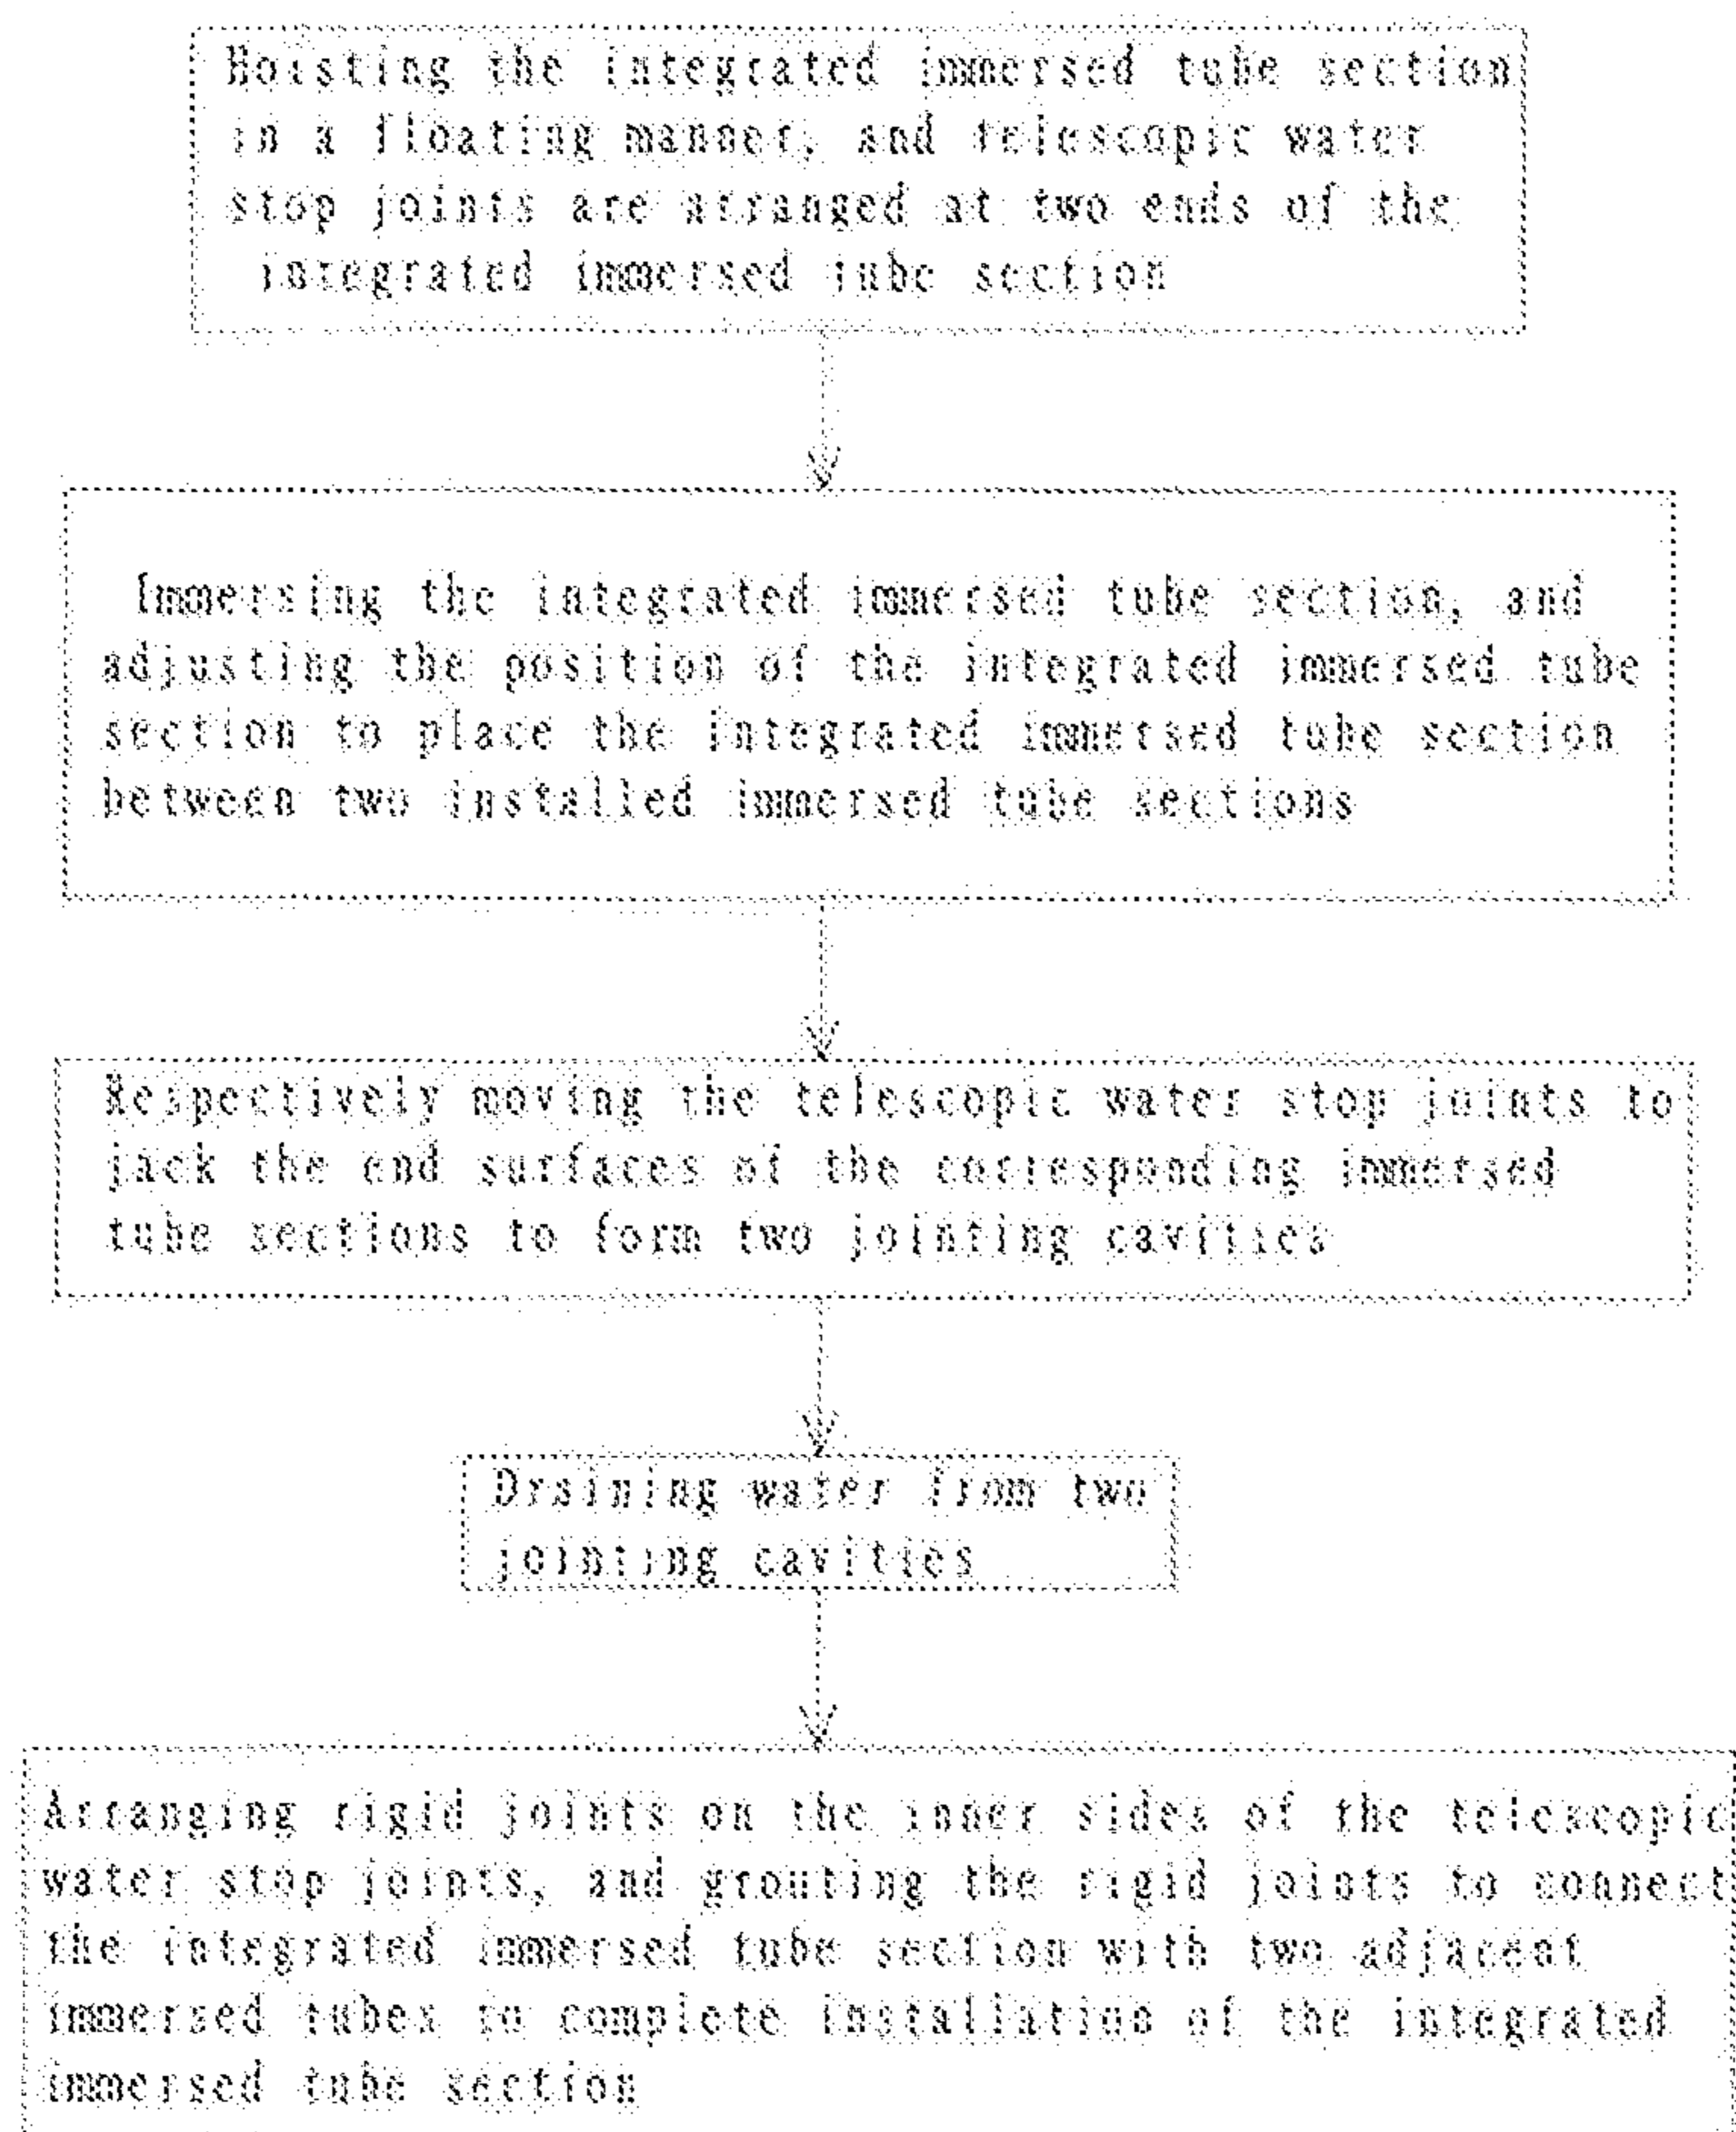 Hoisting the integrated immersed tube section
in a floating manner, and telescopic water
stop joints are arranged at two ends of the
integrated immersed tube section
Immersing the integrated immersed tube section, and
adjusting the position of the integrated immersed tube
section to place the integrated immersed tube section
between two installed immersed tube sections
Respectively moving the telescopic water stop joints to
jack the end surfaces of the corresponding immersed
tube sections to form two jointing cavities
Draining water from two
jointing cavities
Arranging rigid joints on the inner sides of the telescopic
water stop joints, and grouting the rigid joints to connect
the integrated immersed tube section with two adjacent
immersed tubes to complete installation of the integrated
immersed tube section